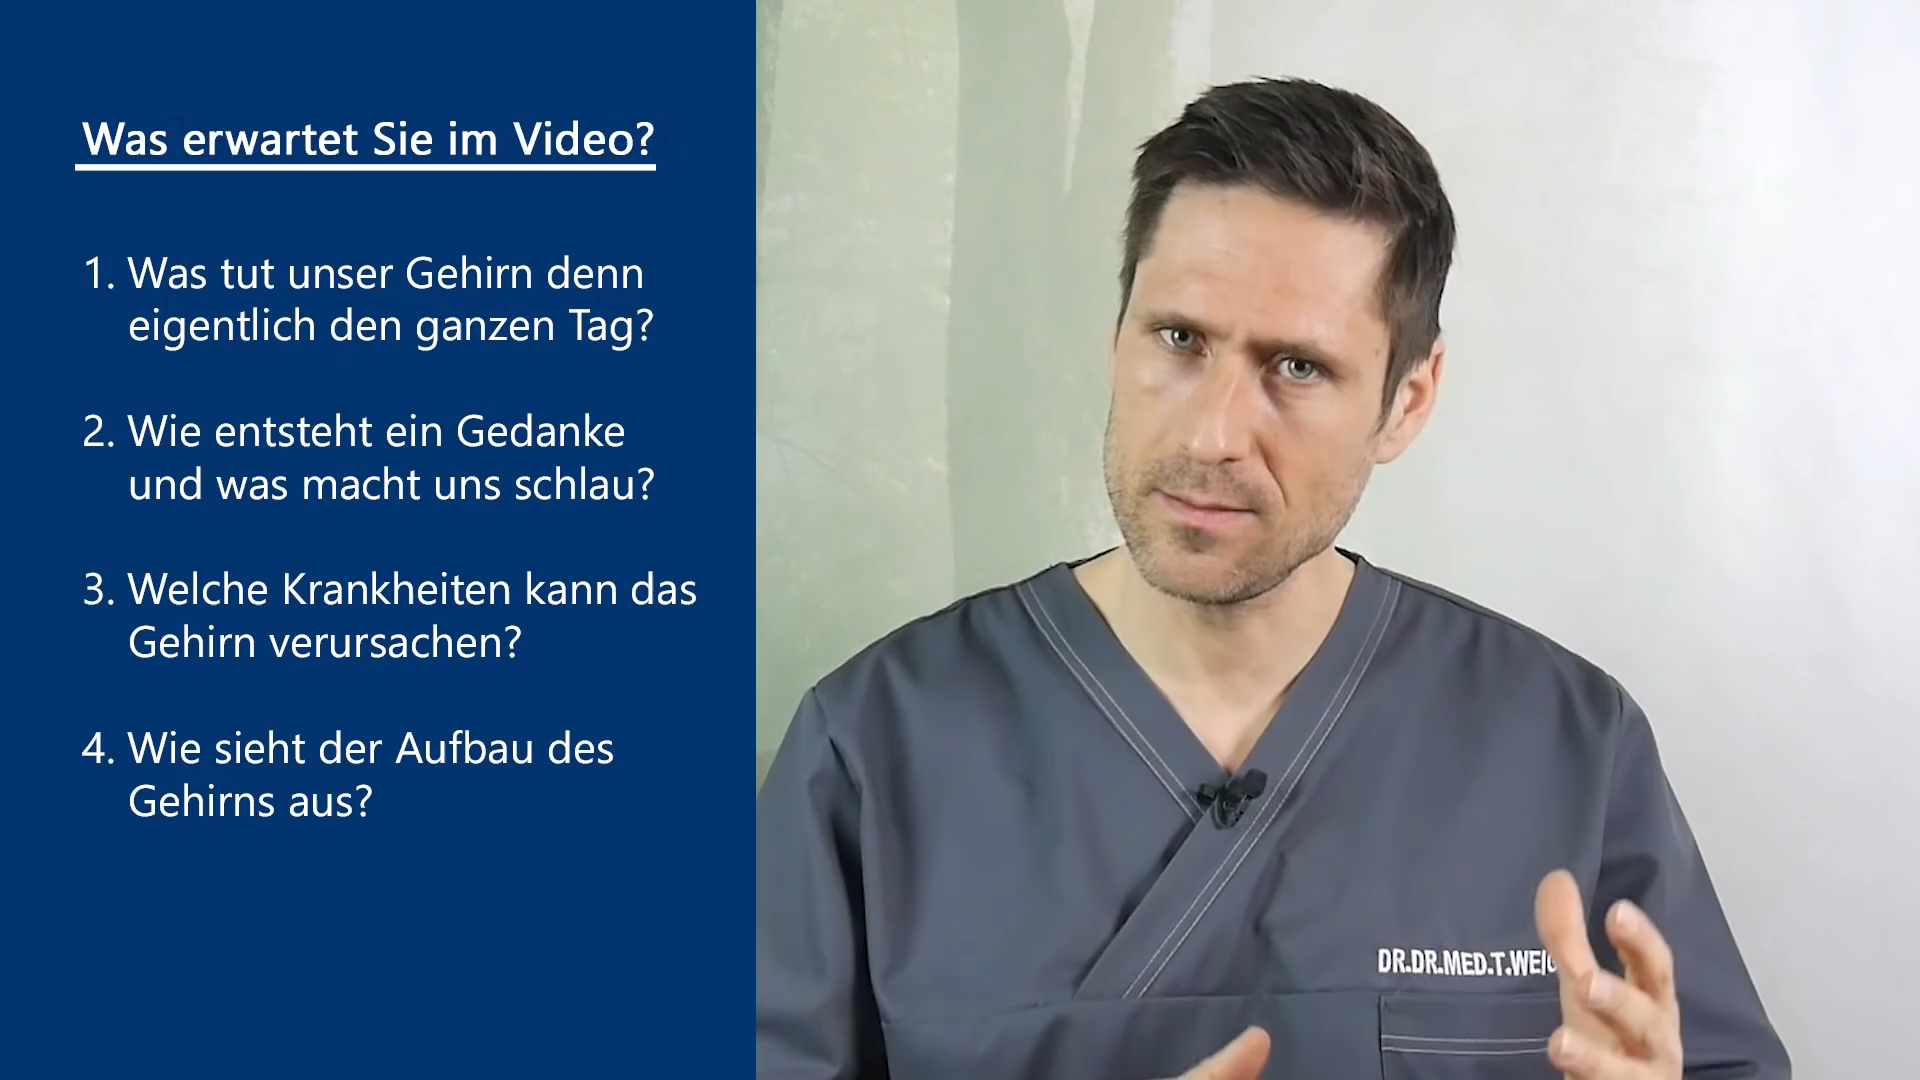 Was erwartet Sie im Video?
1. Was tut unser Gehirn denn
eigentlich den ganzen Tag?
2. Wie entsteht ein Gedanke
und was macht uns schlau?
3. Welche Krankheiten kann das
Gehirn verursachen?
4. Wie sieht der Aufbau des
Gehirns aus?
DR.DR.MED.T.